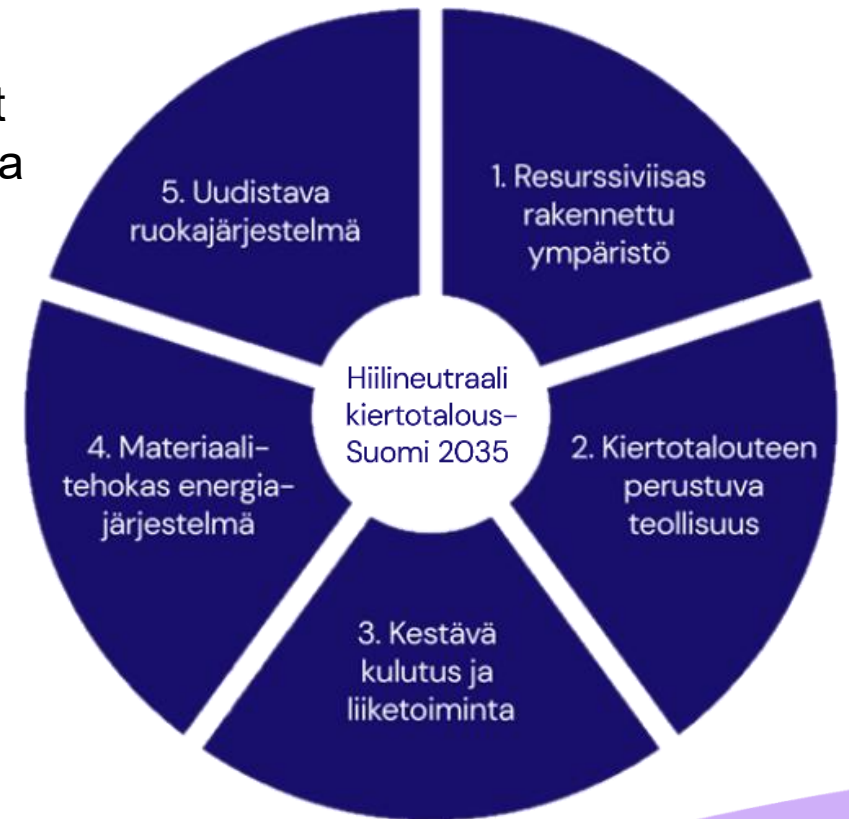 t
a
1. Resurssiviisas
rakennettu
ympäristö
2. Kiertotalouteen
perustuva
teollisuus
3. Kestävä
kulutus ja
liiketoiminta
4. Materiaali-
tehokas energia-
järjestelmä
5. Uudistava
ruokajärjestelmä
Hiilineutraali
kiertotalous-
Suomi 2035